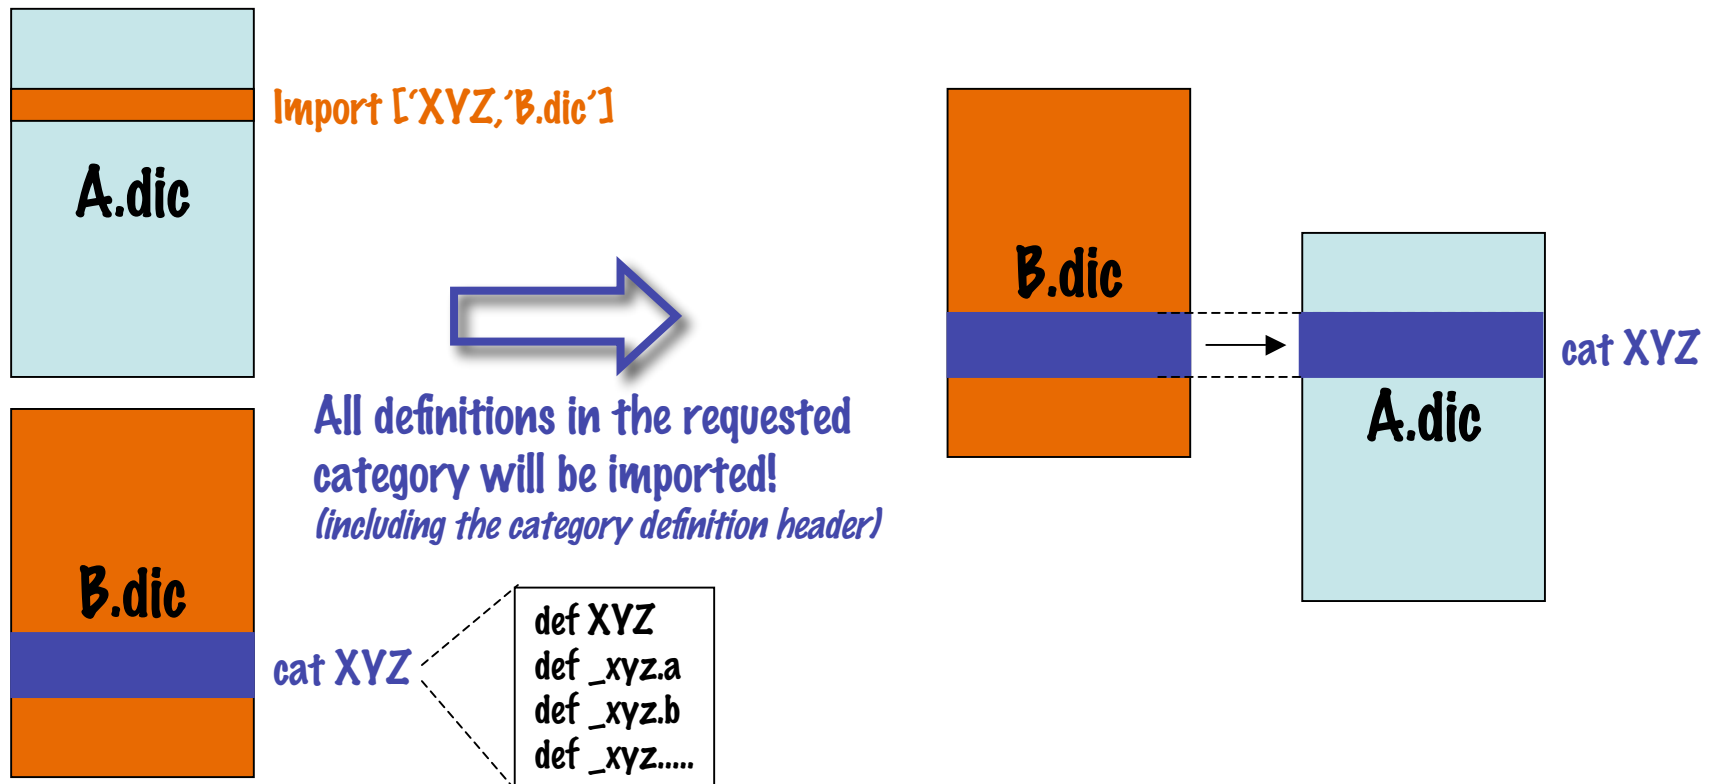 Import [´XYZ,´B.dic´]
A.dic
All definitions in the requested
category will be imported!
(including the category definition header)
B.dic
cat XYZ
def XYZ
def _xyz.a
def _xyz.b
def _xyz.....
B.dic
cat XYZ
A.dic